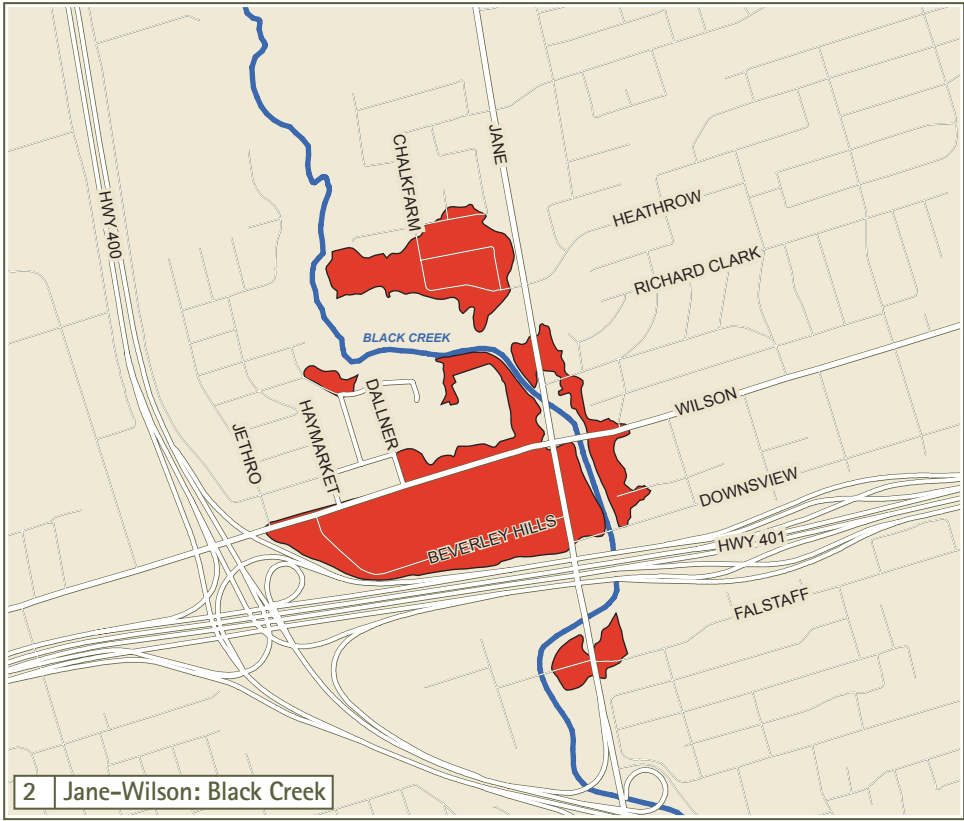 JANE
CHALKFARM
HWY 400
HEATHROW
RICHARD CLARK
BLACK CREEK
WILSON
DALLNER
HAYMARKET
JETHRO
DOWNSVIEW
BEVERLEY HILLS
HWY 401
FALSTAFF
2 Jane-Wilson: Black Creek